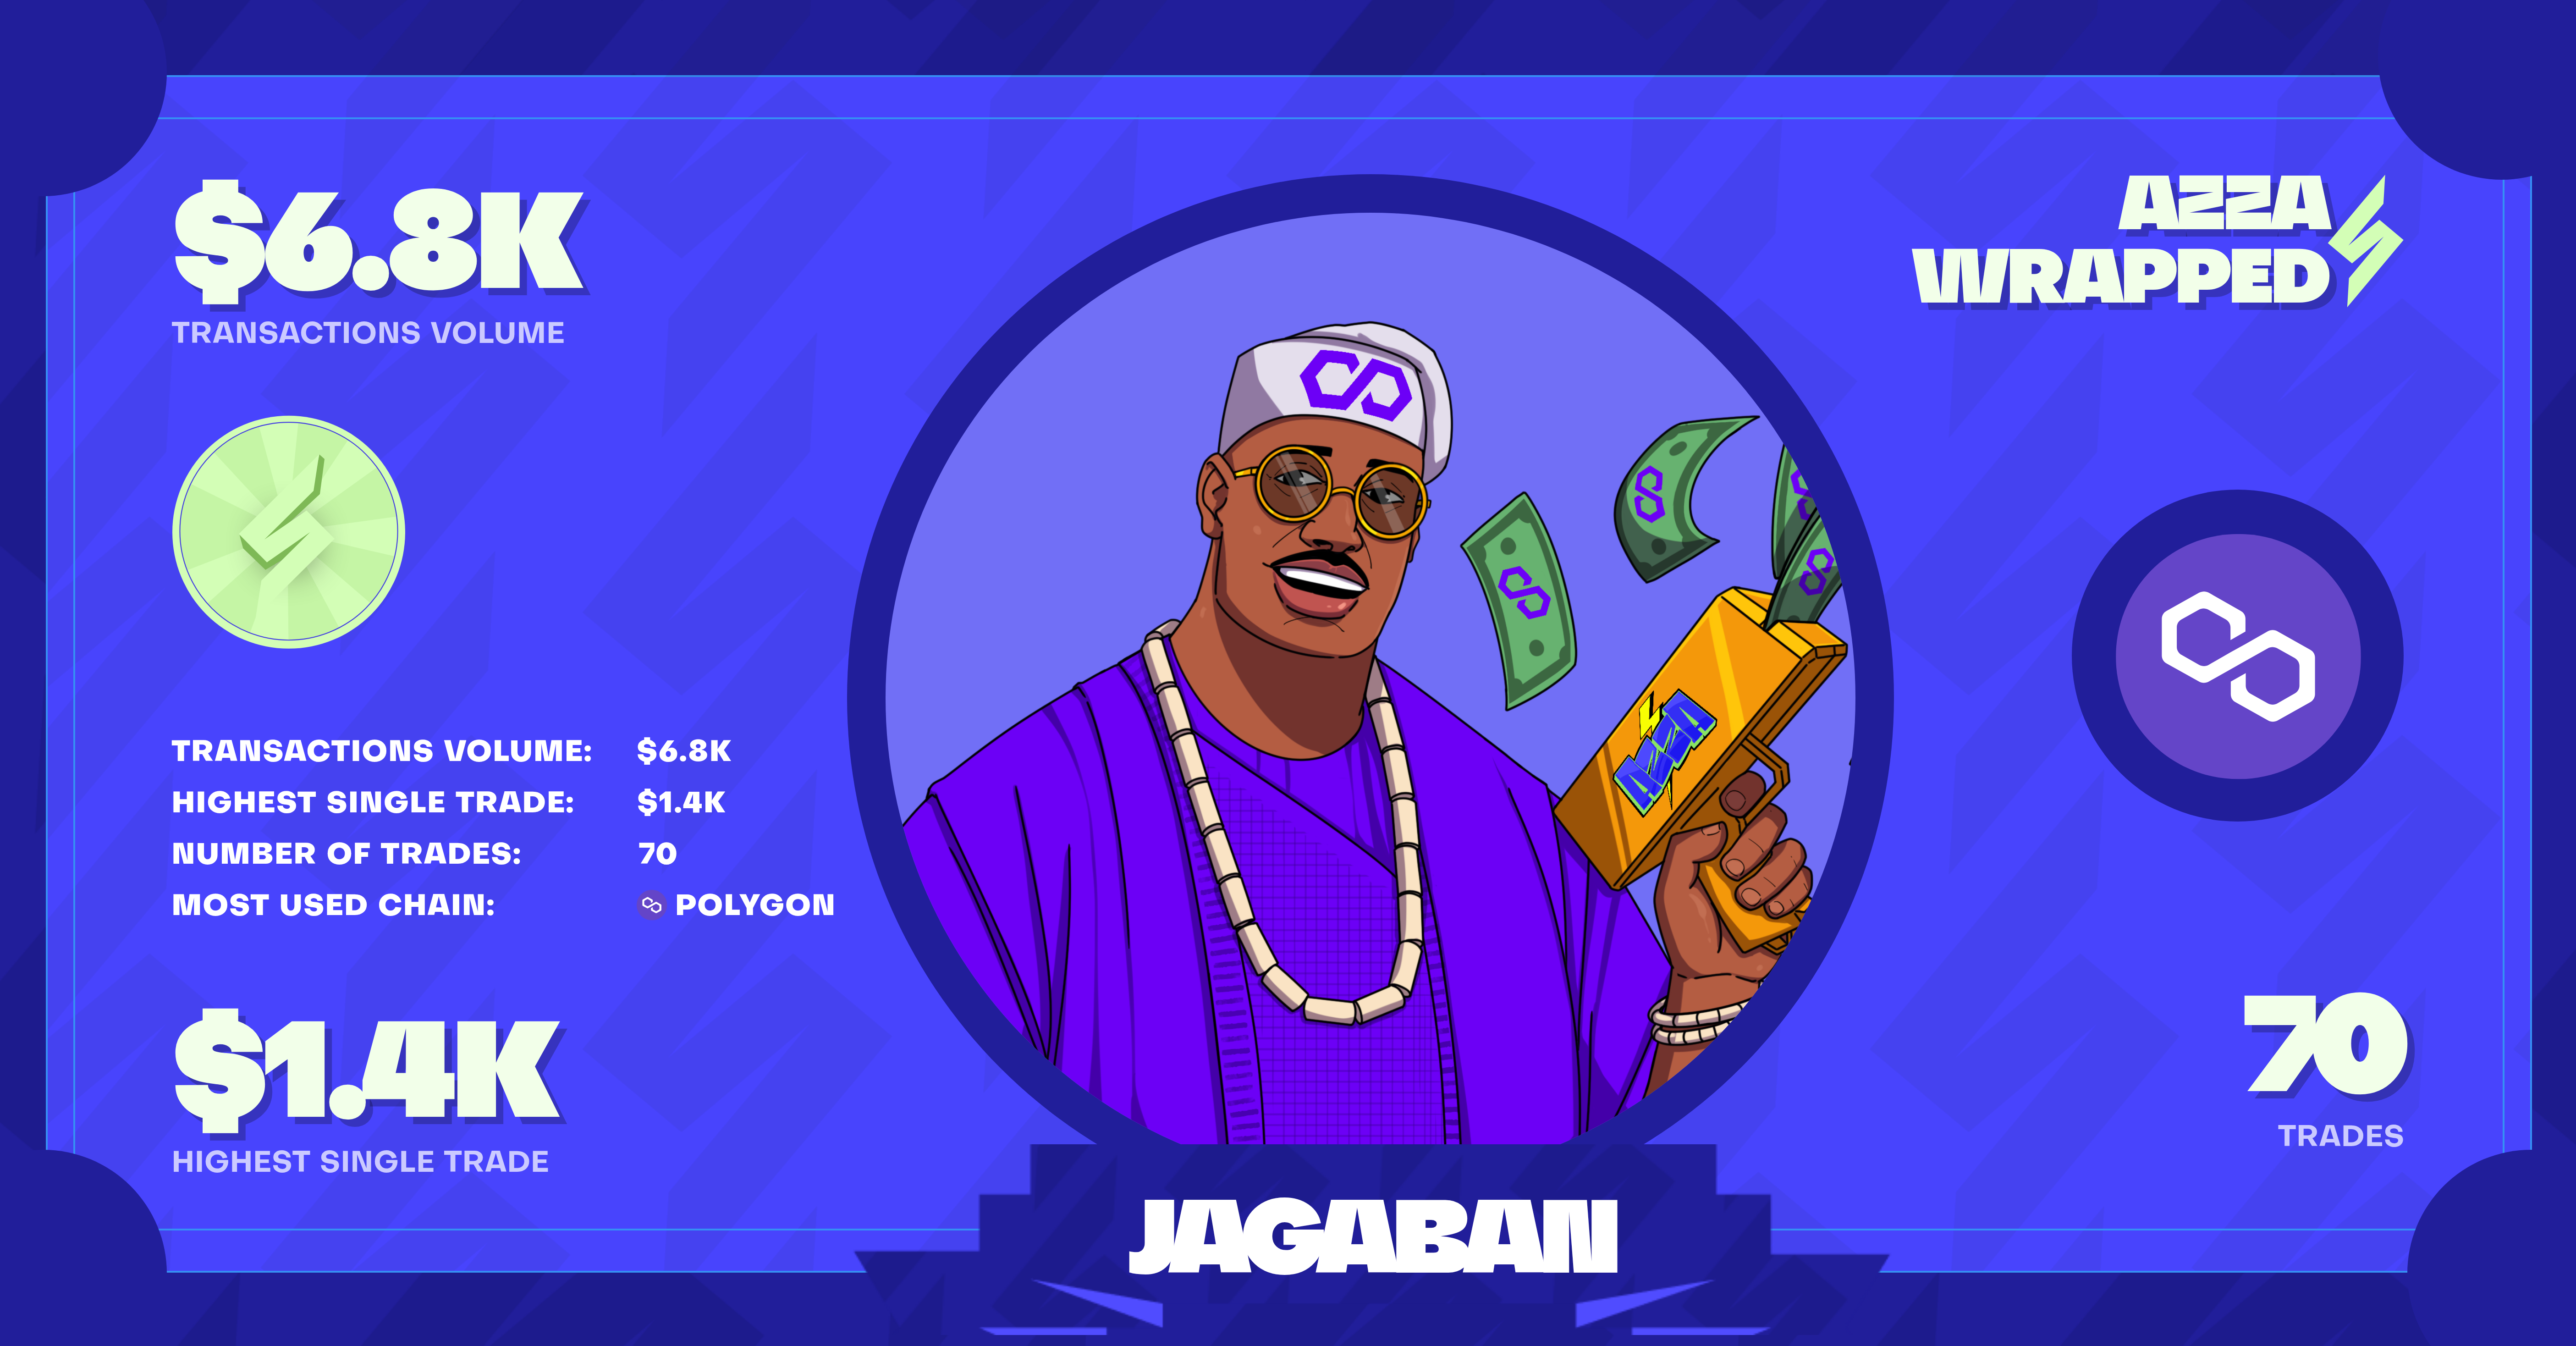 $6.8K
TRANSACTIONS VOLUME
AZZA
WRAPPED
TRANSACTIONS VOLUME: $6.8K
HIGHEST SINGLE TRADE: $1.4K
NUMBER OF TRADES: 70
MOST USED CHAIN: POLYGON
AZZA
$1.4K
HIGHEST SINGLE TRADE
70
TRADES
JAGABAN